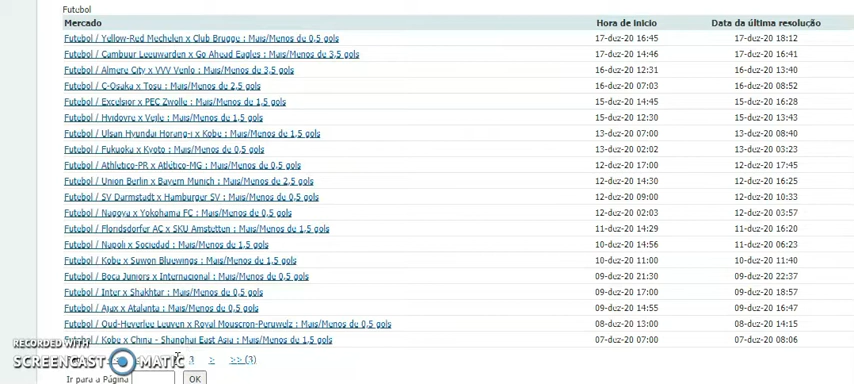 Futebol
Mercado Hora de inicio Data da última resolução
Futebol / Yellow-Red Mechelen x Club Brugge : Mais/Menos de 0,5 gols 17-dez-20 16:45 17-dez-20 18:12
Futebol / Cambuur Leeuwarden x Go Ahead Eagles : Mais/Menos de 3,5 gols 17-dez-20 14:46 17-dez-20 16:41
Futebol / Almere City x VVV Venlo : Mais/Menos de 3,5 gols 16-dez-20 12:31 16-dez-20 13:40
Futebol / C-Osaka x Tosu : Mais/Menos de 2,5 gols 16-dez-20 07:03 16-dez-20 08:52
Futebol / Excelsior x PEC Zwolle : Mais/Menos de 1,5 gols 15-dez-20 14:45 15-dez-20 16:28
Futebol / Hvidovre x Vejle : Mais/Menos de 1,5 gols 15-dez-20 12:30 15-dez-20 13:43
Futebol / Ulsan Hyundai Horang-i x Kobe : Mais/Menos de 1,5 gols 13-dez-20 07:00 13-dez-20 08:40
Futebol / Fukuoka x Kyoto : Mais/Menos de 0,5 gols 13-dez-20 02:02 13-dez-20 03:23
Futebol / Athletico-PR x Atlético-MG : Mais/Menos de 0,5 gols 12-dez-20 17:00 12-dez-20 17:45
Futebol / Union Berlin x Bayern Munich : Mais/Menos de 2,5 gols 12-dez-20 14:30 12-dez-20 16:25
Futebol / SV Darmstadt x Hamburger SV : Mais/Menos de 0,5 gols 12-dez-20 09:00 12-dez-20 10:33
Futebol / Nagoya x Yokohama FC : Mais/Menos de 0,5 gols 12-dez-20 02:03 12-dez-20 03:57
Futebol / Floridsdorfer AC x SKU Amstetten : Mais/Menos de 1,5 gols 11-dez-20 14:29 11-dez-20 16:20
Futebol / Napoli x Sociedad : Mais/Menos de 1,5 gols 10-dez-20 14:56 11-dez-20 06:23
Futebol / Kobe x Suwon Bluewings : Mais/Menos de 1,5 gols 10-dez-20 11:00 10-dez-20 11:40
Futebol / Boca Juniors x Internacional : Mais/Menos de 0,5 gols 09-dez-20 21:30 09-dez-20 22:37
Futebol / Inter x Shakhtar : Mais/Menos de 0,5 gols 09-dez-20 17:00 09-dez-20 18:57
Futebol / Ajax x Atalanta : Mais/Menos de 0,5 gols 09-dez-20 14:55 09-dez-20 16:47
Futebol / Oud-Heverlee Leuven x Royal Mouscron-Peruwelz : Mais/Menos de 0,5 gols 08-dez-20 13:00 08-dez-20 14:15
Futebol / Kobe x China - Shanghai East Asia : Mais/Menos de 1,5 gols 07-dez-20 07:00 07-dez-20 08:06
RECORDED WITH
SCREENCAST MATIC 3 > >> (3)
Ir para a Página OK